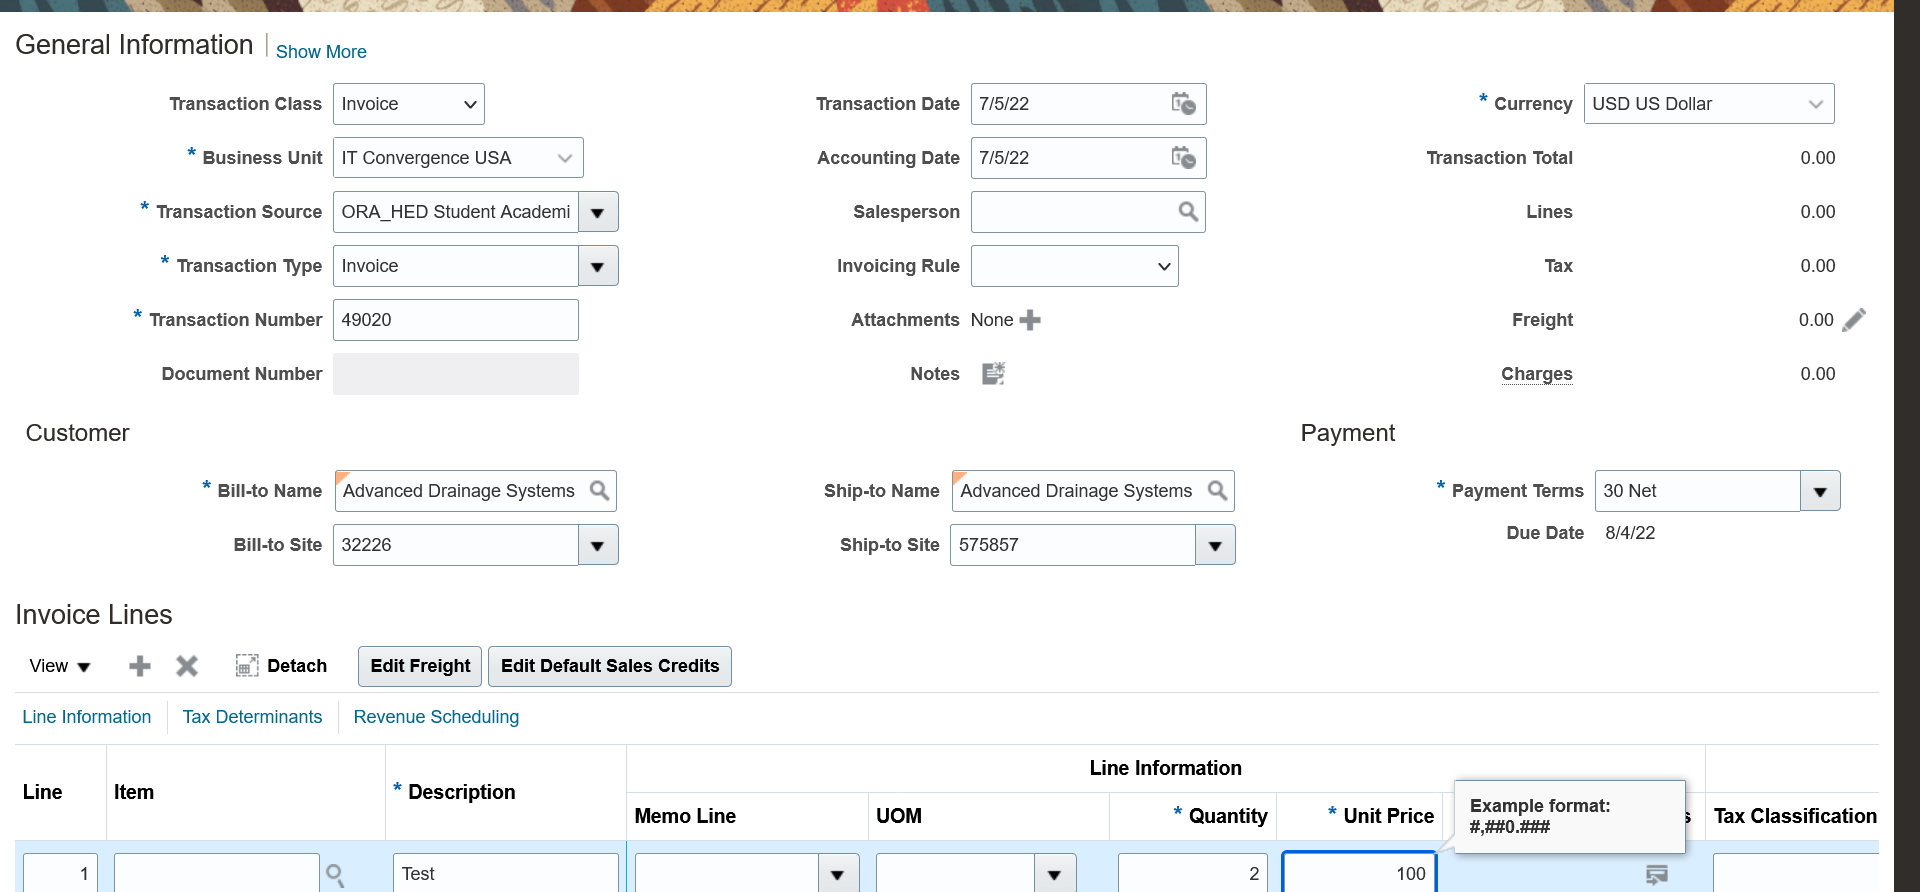 General Information
Show More
Transaction Class Invoice
Transaction Date 7/5/22
* Currency USD US Dollar
* Business Unit IT Convergence USA
Accounting Date 7/5/22
Transaction Total 0.00
* Transaction Source ORA_HED Student Academi
Salesperson
Lines 0.00
* Transaction Type Invoice
Invoicing Rule
Tax 0.00
* Transaction Number 49020
Attachments None
Freight 0.00
Document Number
Notes
Charges 0.00
Customer
Payment
* Bill-to Name Advanced Drainage Systems
Ship-to Name Advanced Drainage Systems
* Payment Terms 30 Net
Bill-to Site 32226
Ship-to Site 575857
Due Date 8/4/22
Invoice Lines
View
Detach
Edit Freight
Edit Default Sales Credits
Line Information
Tax Determinants
Revenue Scheduling
Line
Item
* Description
Line Information
Memo Line
UOM
* Quantity
* Unit Price
Example format:
#,##0.###
s
Tax Classification
1
Test
2
100